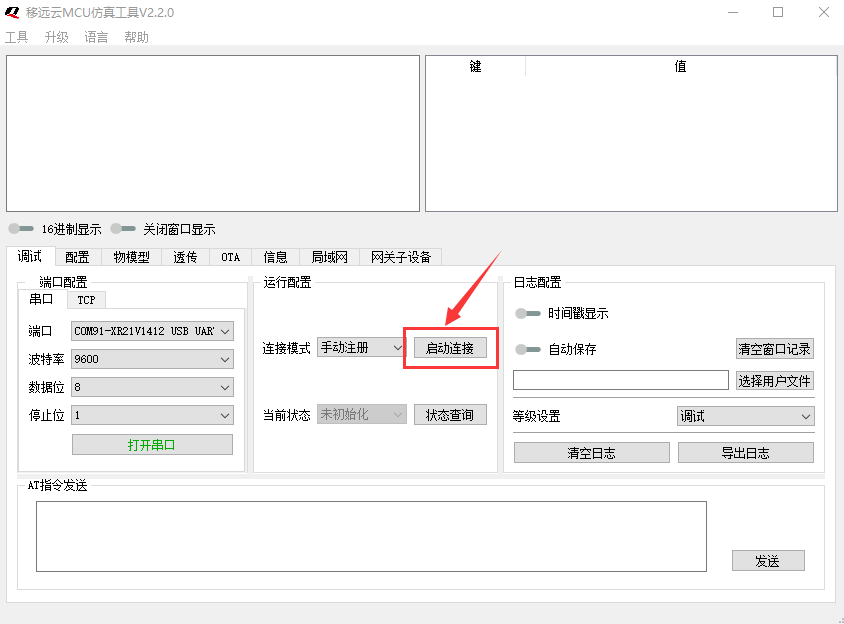 移远云MCU仿真工具V2.2.0
工具 升级 语言 帮助
键 值
16进制显示 关闭窗口显示
调试 配置 物模型 透传 OTA 信息 局域网 网关子设备
端口配置 运行配置 日志配置
串口 TCP
时间戳显示
端口 COM91-XR21V1412 USB UAR
连接模式 手动注册 启动连接
自动保存 清空窗口记录
波特率 9600
选择用户文件
数据位 8
停止位 1
当前状态 未初始化 状态查询
等级设置 调试
打开串口
清空日志 导出日志
AT指令发送
发送